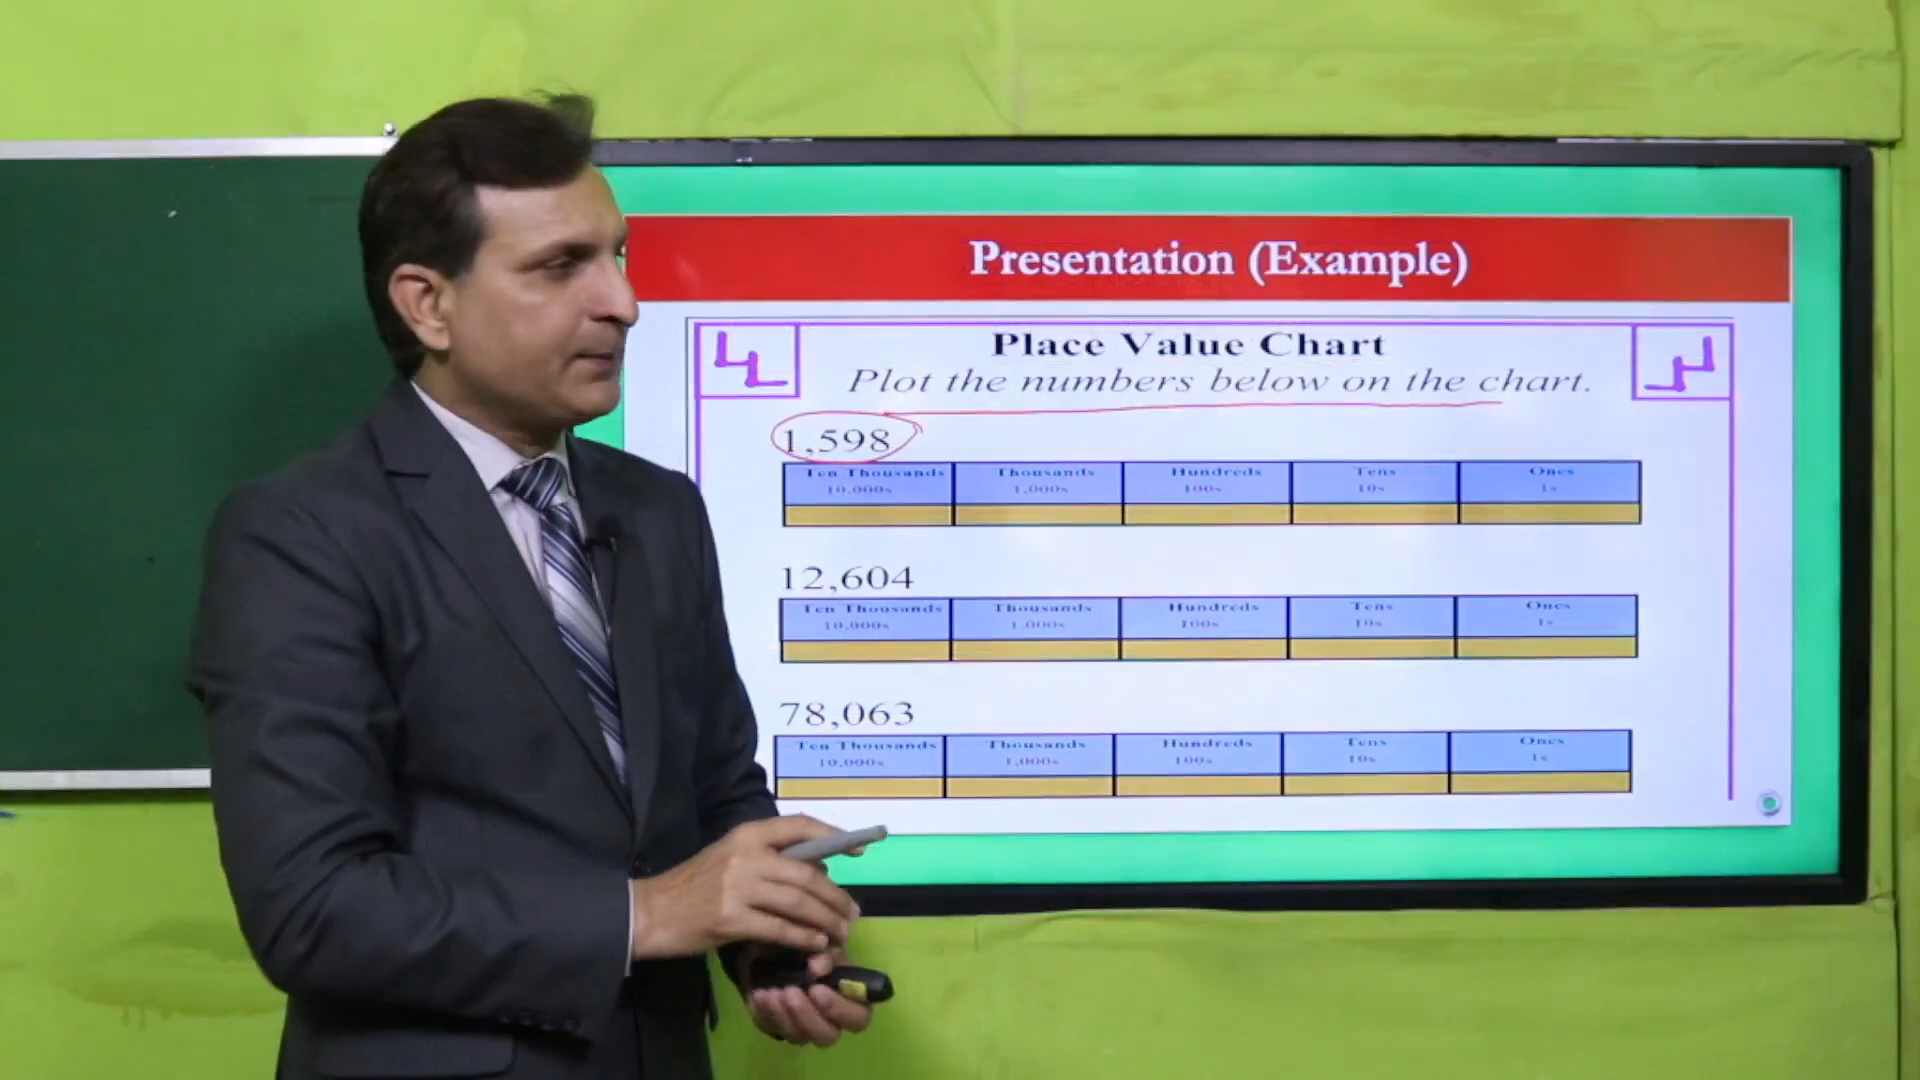 Presentation (Example)
Place Value Chart
Plot the numbers below on the chart.
1,598
Ten Thousands Thousands Hundreds Tens Ones
10,000s 1,000s 100s 10s 1s
12,604
Ten Thousands Thousands Hundreds Tens Ones
10,000s 1,000s 100s 10s 1s
78,063
Ten Thousands Thousands Hundreds Tens Ones
10,000s 1,000s 100s 10s 1s